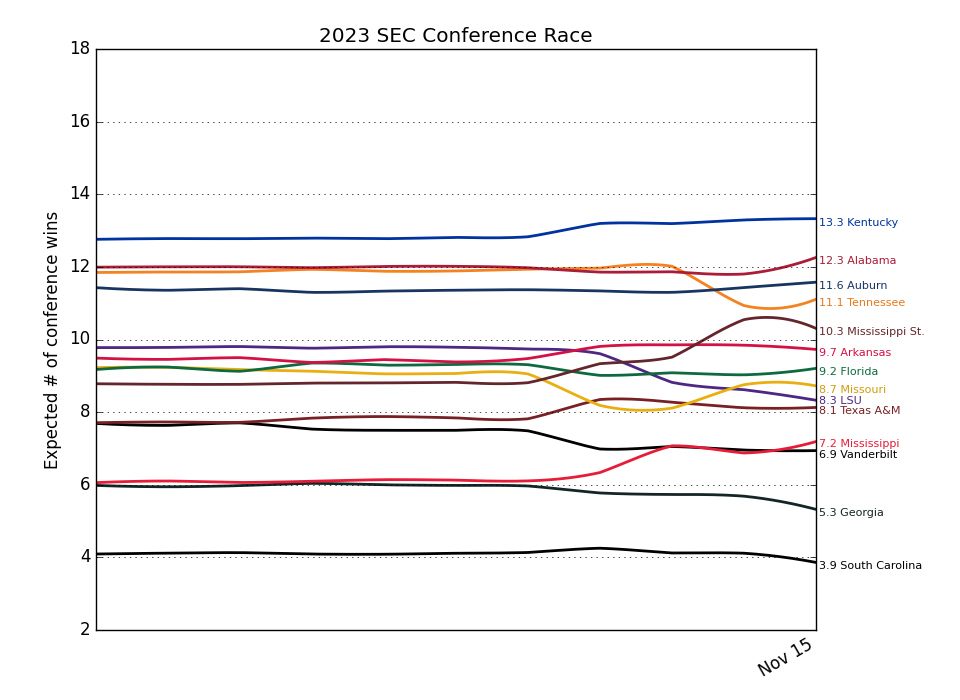 2023 SEC Conference Race
Expected # of conference wins
18
16
14
12
10
8
6
4
2
13.3 Kentucky
12.3 Alabama
11.6 Auburn
11.1 Tennessee
10.3 Mississippi St.
9.7 Arkansas
9.2 Florida
8.7 Missouri
8.3 LSU
8.1 Texas A&M
7.2 Mississippi
6.9 Vanderbilt
5.3 Georgia
3.9 South Carolina
Nov 15